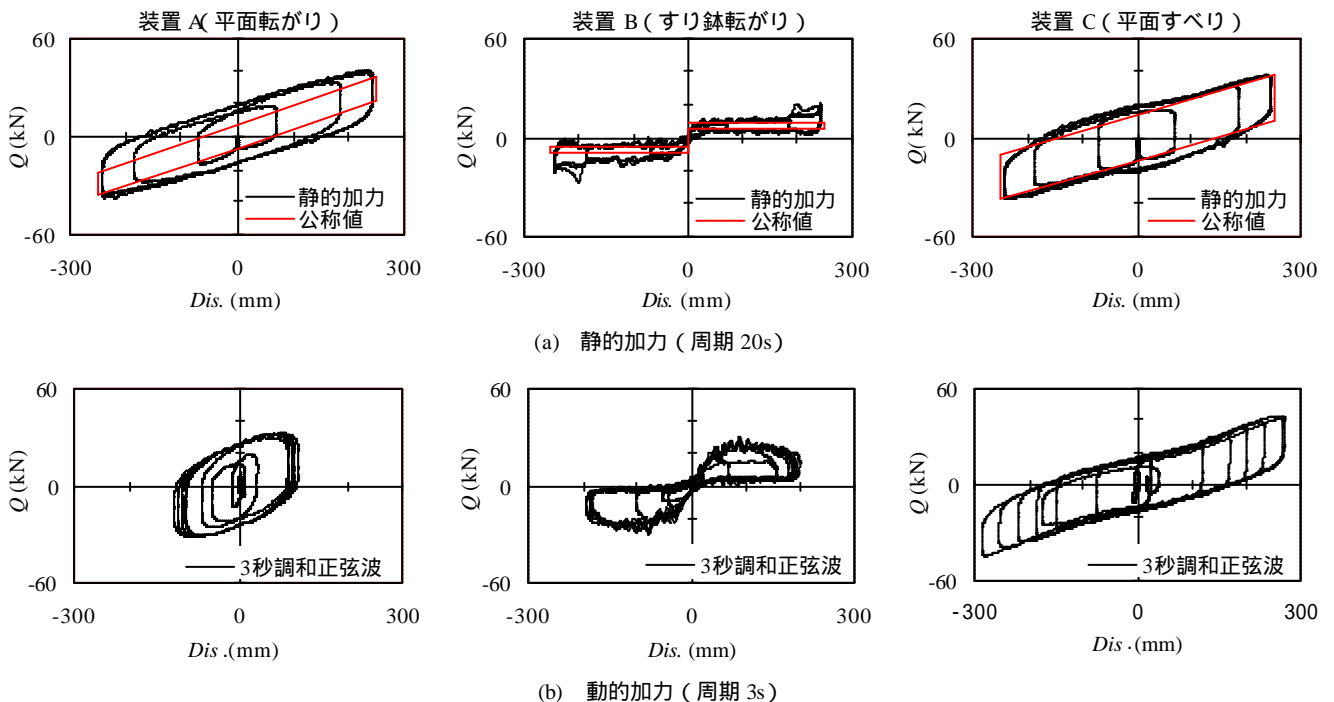 装置 A（平面転がり）
装置 B（すり鉢転がり）
装置 C（平面すべり）
60
0
-60
Q (kN)
静的加力
公称値
-300
0
300
Dis. (mm)
60
0
-60
Q (kN)
静的加力
公称値
-300
0
300
Dis. (mm)
60
0
-60
Q( kN)
静的加力
公称値
-300
0
300
Dis. (mm)
(a) 静的加力（周期 20s）
60
0
-60
Q (kN)
3秒調和正弦波
-300
0
300
Dis .(mm)
60
0
-60
Q (kN)
3秒調和正弦波
-300
0
300
Dis. (mm)
60
0
-60
Q (kN)
3秒調和正弦波
-300
0
300
Dis .(mm)
(b) 動的加力（周期 3s）